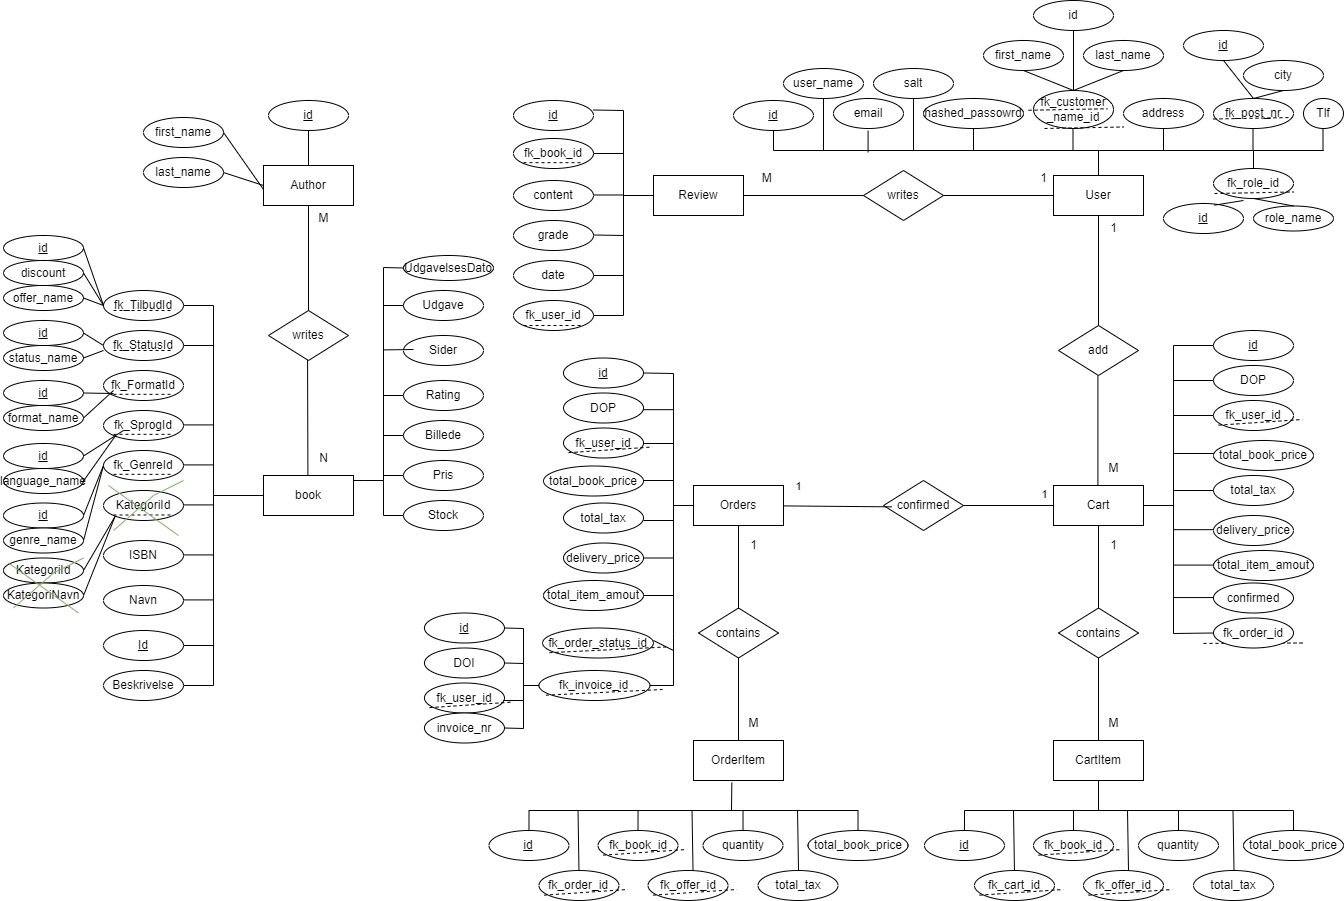 id
first_name
last_name
Author
M
writes
N
book
id
discount
offer_name
fk_TilbudId
id
status_name
fk_StatusId
id
format_name
fk_FormatId
id
language_name
fk_SprogId
id
genre_name
fk_GenreId
KategoriId
KategoriNavn
KategoriId
ISBN
Navn
Id
Beskrivelse
UdgavelsesDato
Udgave
Sider
Rating
Billede
Pris
Stock
id
fk_book_id
content
grade
date
fk_user_id
Review
M
writes
1
User
id
user_name
email
salt
hashed_passowrd
id
first_name
last_name
fk_customer
_name_id
address
id
city
fk_post_nr
Tlf
fk_role_id
id
role_name
1
add
M
Cart
id
DOP
fk_user_id
total_book_price
total_tax
delivery_price
total_item_amout
confirmed
fk_order_id
1
confirmed
1
Orders
id
DOP
fk_user_id
total_book_price
total_tax
delivery_price
total_item_amout
fk_order_status_id
fk_invoice_id
id
DOI
fk_user_id
invoice_nr
1
contains
M
OrderItem
id
fk_order_id
fk_book_id
fk_offer_id
quantity
total_tax
total_book_price
1
contains
M
CartItem
id
fk_cart_id
fk_book_id
fk_offer_id
quantity
total_tax
total_book_price